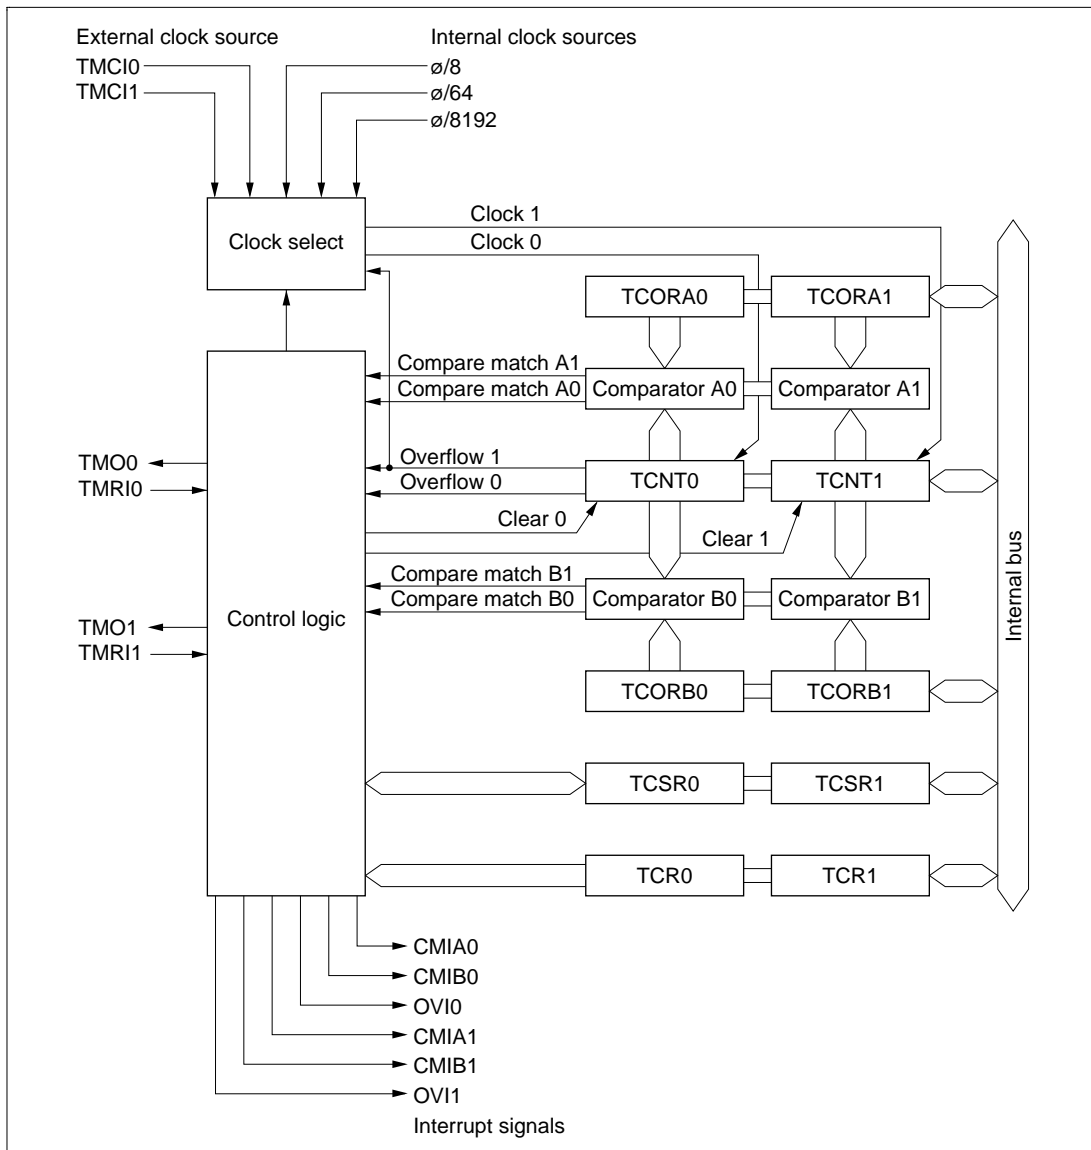 External clock source
Internal clock sources
TMCI0
ø/8
TMCI1
ø/64
ø/8192
Clock 1
Clock select
Clock 0
TCORA0
TCORA1
Compare match A1
Compare match A0
Comparator A0
Comparator A1
TMO0
Overflow 1
TCNT0
TCNT1
TMRI0
Overflow 0
Clear 0
Clear 1
Internal bus
Compare match B1
Compare match B0
Comparator B0
Comparator B1
Control logic
TMO1
TMRI1
TCORB0
TCORB1
TCSR0
TCSR1
TCR0
TCR1
CMIA0
CMIB0
OVI0
CMIA1
CMIB1
OVI1
Interrupt signals